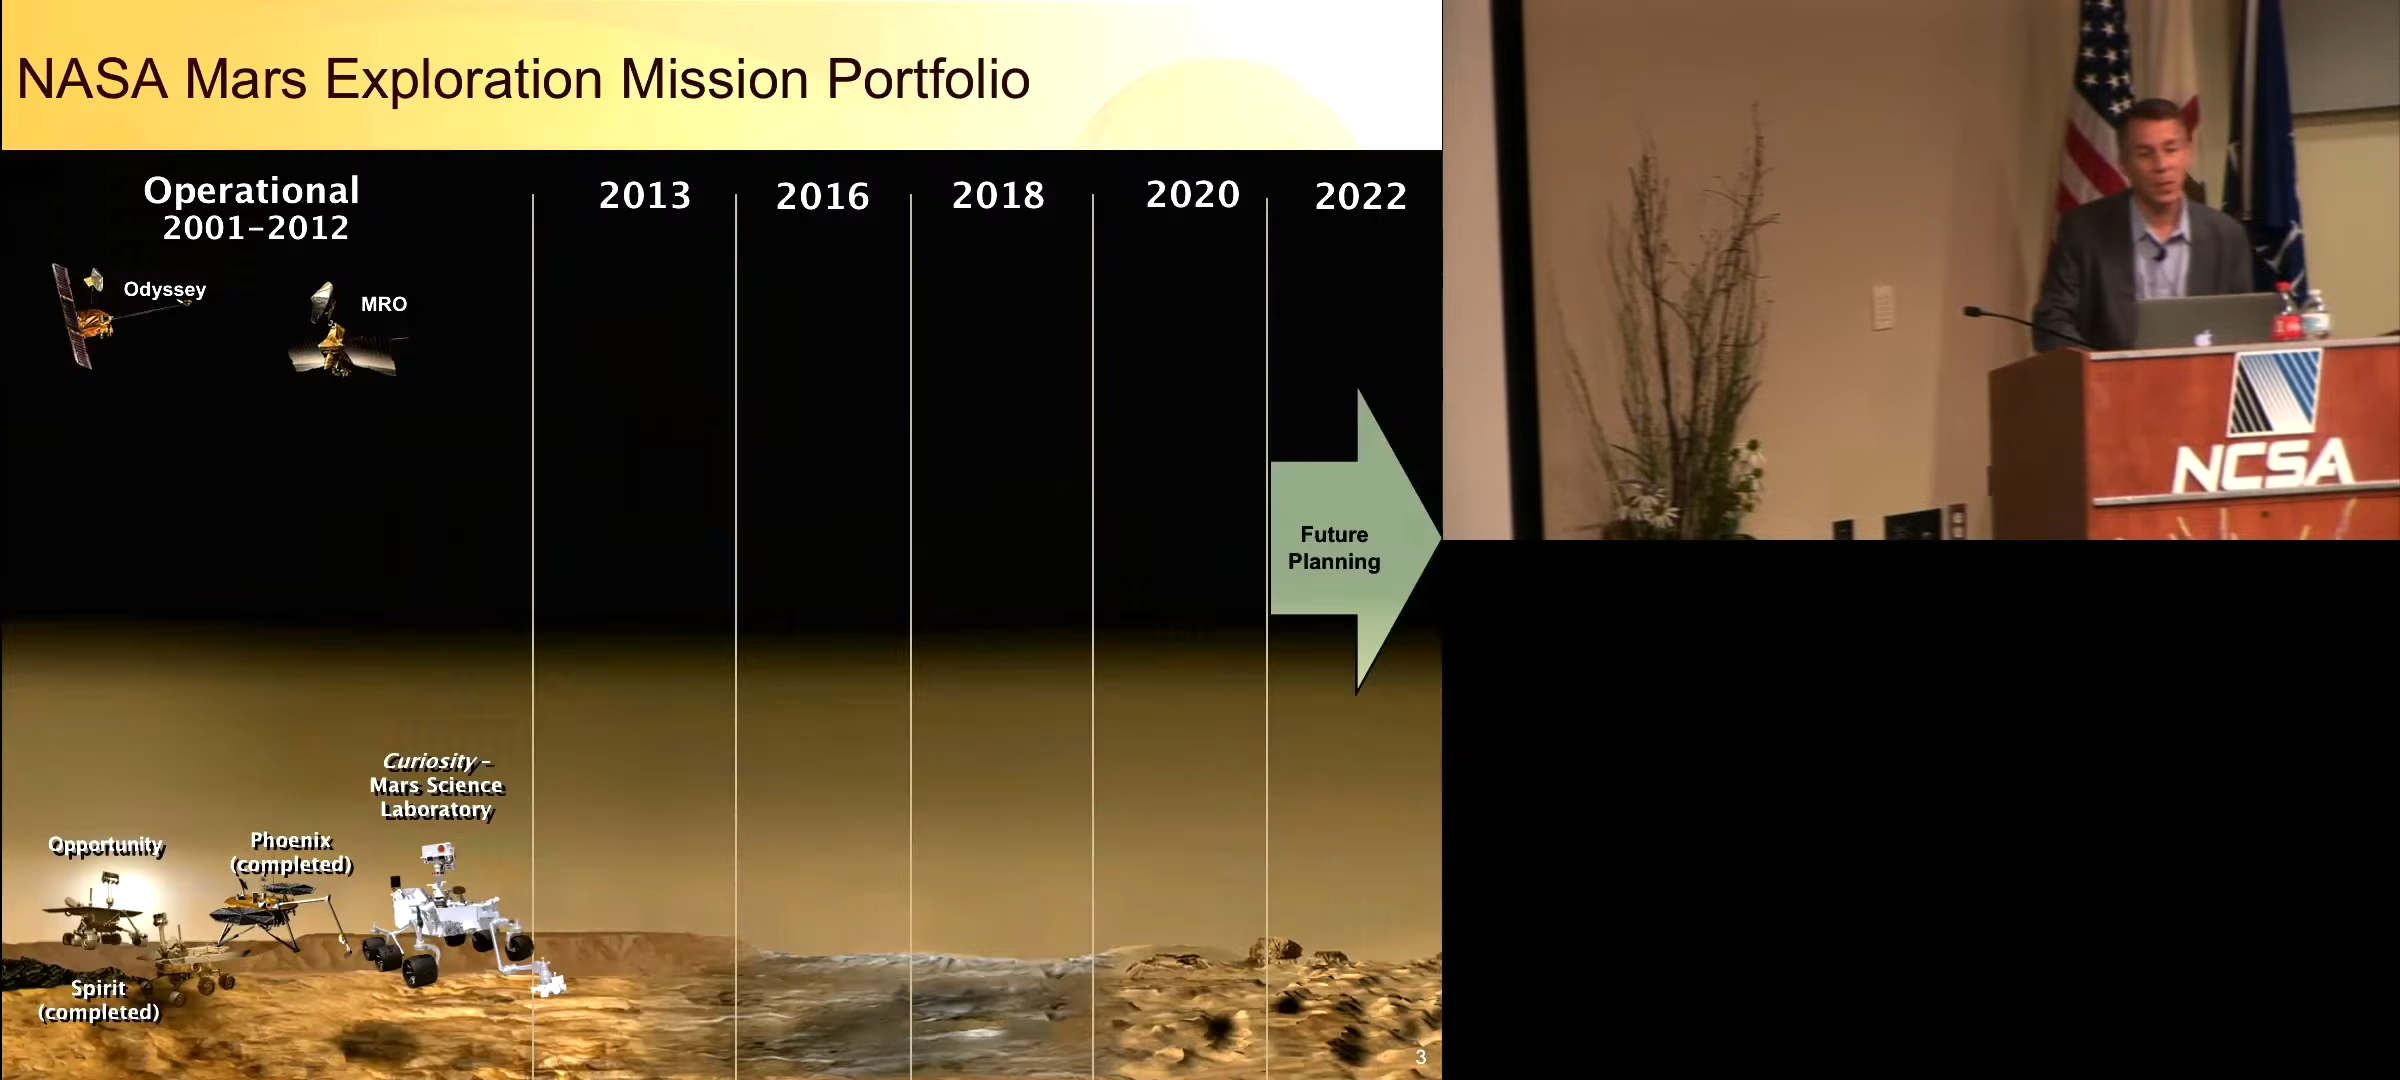 NASA Mars Exploration Mission Portfolio
Operational
2001–2012
2013
2016
2018
2020
2022
Odyssey
MRO
Future
Planning
Curiosity –
Mars Science
Laboratory
Opportunity
Phoenix
(completed)
Spirit
(completed)
3
NCSA